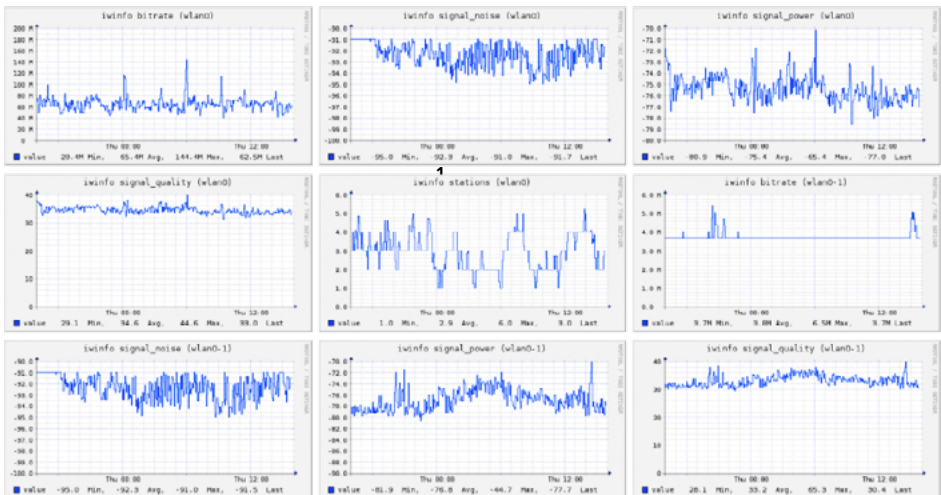 iwinfo bitrate (wlan0)
200 M
180 M
160 M
140 M
120 M
100 M
80 M
60 M
40 M
20 M
0 M
Thu 00:00 Thu 12:00
value 20.4M Min, 65.4M Avg, 144.4M Max, 62.5M Last
iwinfo signal_noise (wlan0)
-90.0
-91.0
-92.0
-93.0
-94.0
-95.0
-96.0
-97.0
-98.0
-99.0
-100.0
Thu 00:00 Thu 12:00
value -95.0 Min, -92.9 Avg, -91.0 Max, -91.7 Last
iwinfo signal_power (wlan0)
-70.0
-71.0
-72.0
-73.0
-74.0
-75.0
-76.0
-77.0
-78.0
-79.0
-80.0
Thu 00:00 Thu 12:00
value -80.9 Min, -75.4 Avg, -65.4 Max, -77.0 Last
1
iwinfo signal_quality (wlan0)
40
30
20
10
0
Thu 00:00 Thu 12:00
value 29.1 Min, 34.6 Avg, 44.6 Max, 33.0 Last
iwinfo stations (wlan0)
6.0
5.0
4.0
3.0
2.0
1.0
0.0
Thu 00:00 Thu 12:00
value 1.0 Min, 2.9 Avg, 6.0 Max, 3.0 Last
iwinfo bitrate (wlan0-1)
6.0 M
5.0 M
4.0 M
3.0 M
2.0 M
1.0 M
0.0
Thu 00:00 Thu 12:00
value 3.7M Min, 3.8M Avg, 6.5M Max, 3.7M Last
iwinfo signal_noise (wlan0-1)
-90.0
-91.0
-92.0
-93.0
-94.0
-95.0
-96.0
-97.0
-98.0
-99.0
-100.0
Thu 00:00 Thu 12:00
value -95.0 Min, -92.9 Avg, -91.0 Max, -91.5 Last
iwinfo signal_power (wlan0-1)
-70.0
-72.0
-74.0
-76.0
-78.0
-80.0
-82.0
-84.0
-86.0
-88.0
-90.0
Thu 00:00 Thu 12:00
value -81.9 Min, -76.8 Avg, -44.7 Max, -77.7 Last
iwinfo signal_quality (wlan0-1)
40
30
20
10
0
Thu 00:00 Thu 12:00
value 28.1 Min, 33.2 Avg, 65.3 Max, 30.4 Last